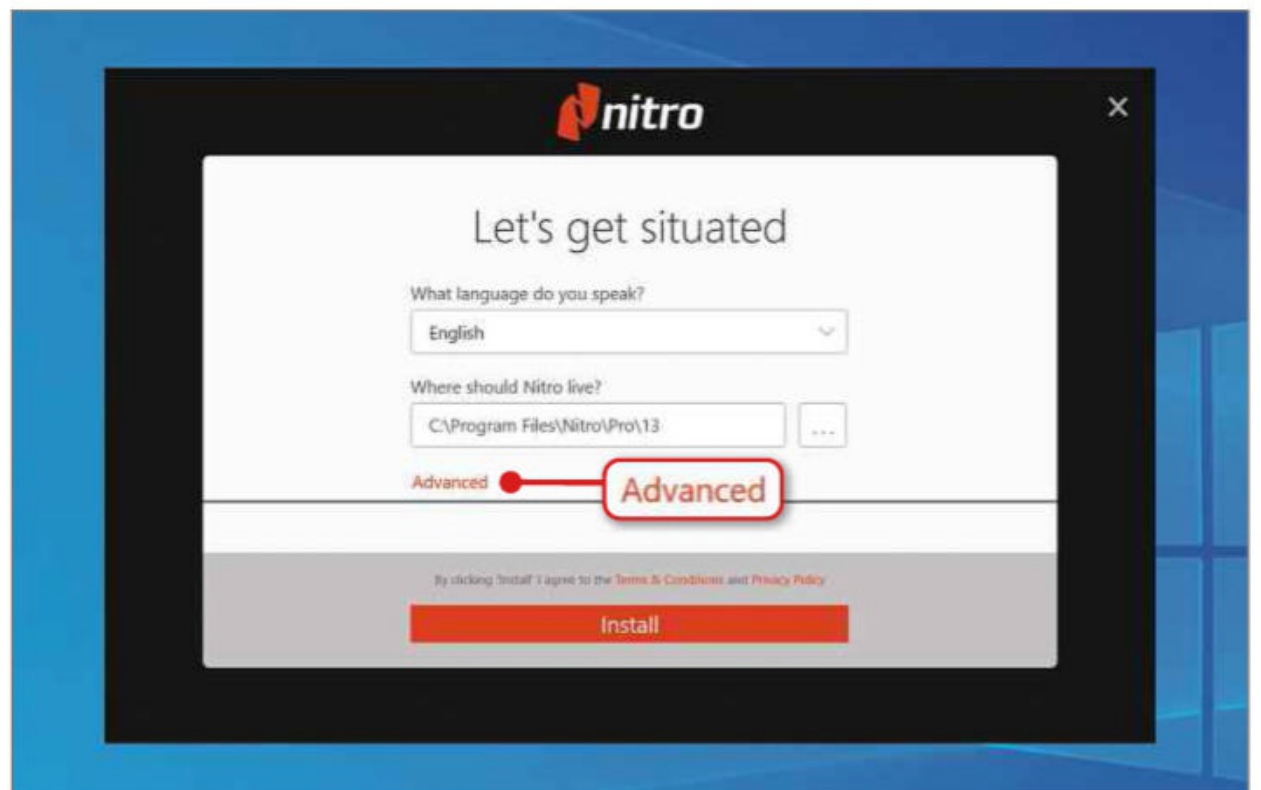 nitro
Let's get situated
What language do you speak?
English
Where should Nitro live?
C:\Program Files\Nitro\Pro\13
...
Advanced
Advanced
By clicking 'Install' I agree to the Terms & Conditions and Privacy Policy
Install